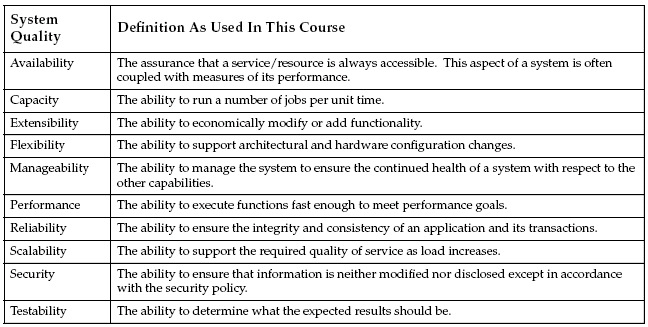 System
Quality
Definition As Used In This Course
Availability
The assurance that a service/resource is always accessible. This aspect of a system is often
coupled with measures of its performance.
Capacity
The ability to run a number of jobs per unit time.
Extensibility
The ability to economically modify or add functionality.
Flexibility
The ability to support architectural and hardware configuration changes.
Manageability
The ability to manage the system to ensure the continued health of a system with respect to the
other capabilities.
Performance
The ability to execute functions fast enough to meet performance goals.
Reliability
The ability to ensure the integrity and consistency of an application and its transactions.
Scalability
The ability to support the required quality of service as load increases.
Security
The ability to ensure that information is neither modified nor disclosed except in accordance
with the security policy.
Testability
The ability to determine what the expected results should be.